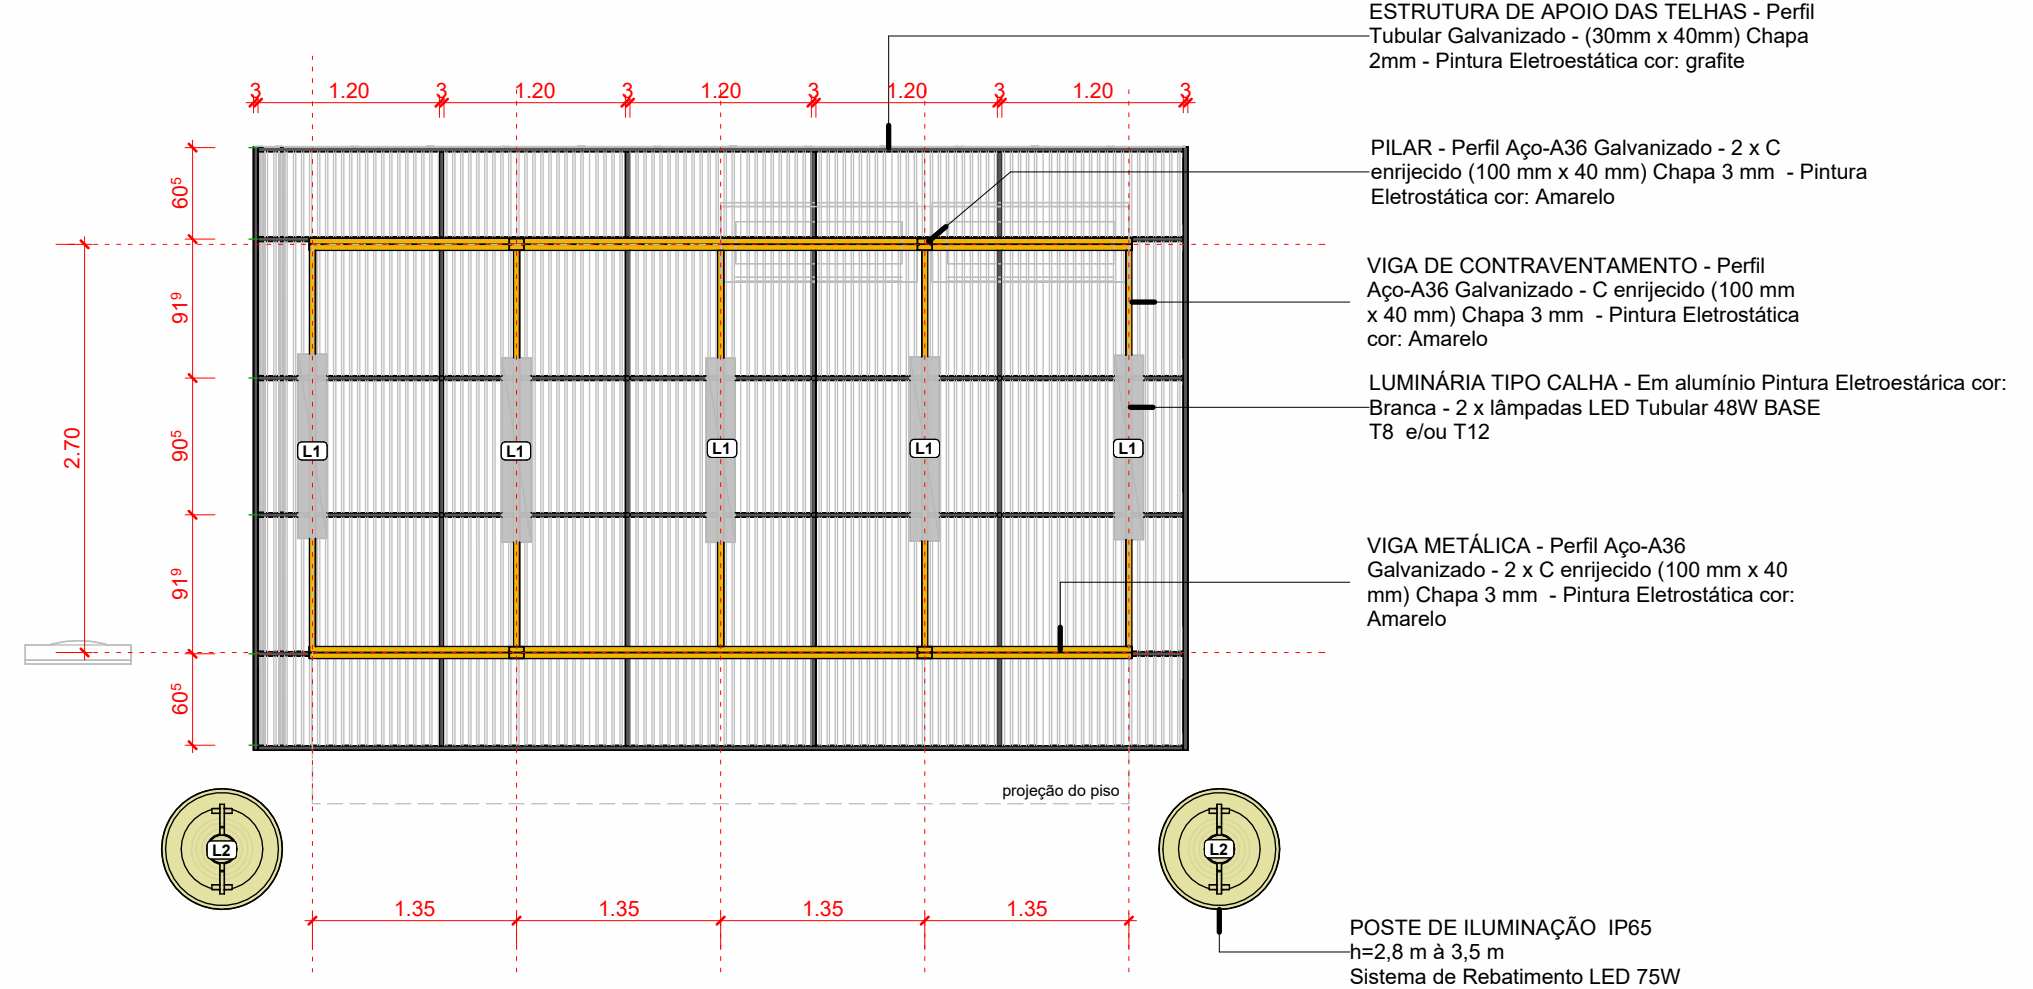 ESTRUTURA DE APOIO DAS TELHAS - Perfil
Tubular Galvanizado - (30mm x 40mm) Chapa
2mm - Pintura Eletroestática cor: grafite
3 1.20 3 1.20 3 1.20 3 1.20 3 1.20 3
PILAR - Perfil Aço-A36 Galvanizado - 2 x C
enrijecido (100 mm x 40 mm) Chapa 3 mm - Pintura
Eletrostática cor: Amarelo
60⁵
91⁹
90⁵
91⁹
60⁵
2.70
VIGA DE CONTRAVENTAMENTO - Perfil
Aço-A36 Galvanizado - C enrijecido (100 mm
x 40 mm) Chapa 3 mm - Pintura Eletrostática
cor: Amarelo
LUMINÁRIA TIPO CALHA - Em alumínio Pintura Eletroestárica cor:
Branca - 2 x lâmpadas LED Tubular 48W BASE
T8 e/ou T12
L1 L1 L1 L1 L1
VIGA METÁLICA - Perfil Aço-A36
Galvanizado - 2 x C enrijecido (100 mm x 40
mm) Chapa 3 mm - Pintura Eletrostática cor:
Amarelo
projeção do piso
L2 L2
1.35 1.35 1.35 1.35
POSTE DE ILUMINAÇÃO IP65
h=2,8 m à 3,5 m
Sistema de Rebatimento LED 75W